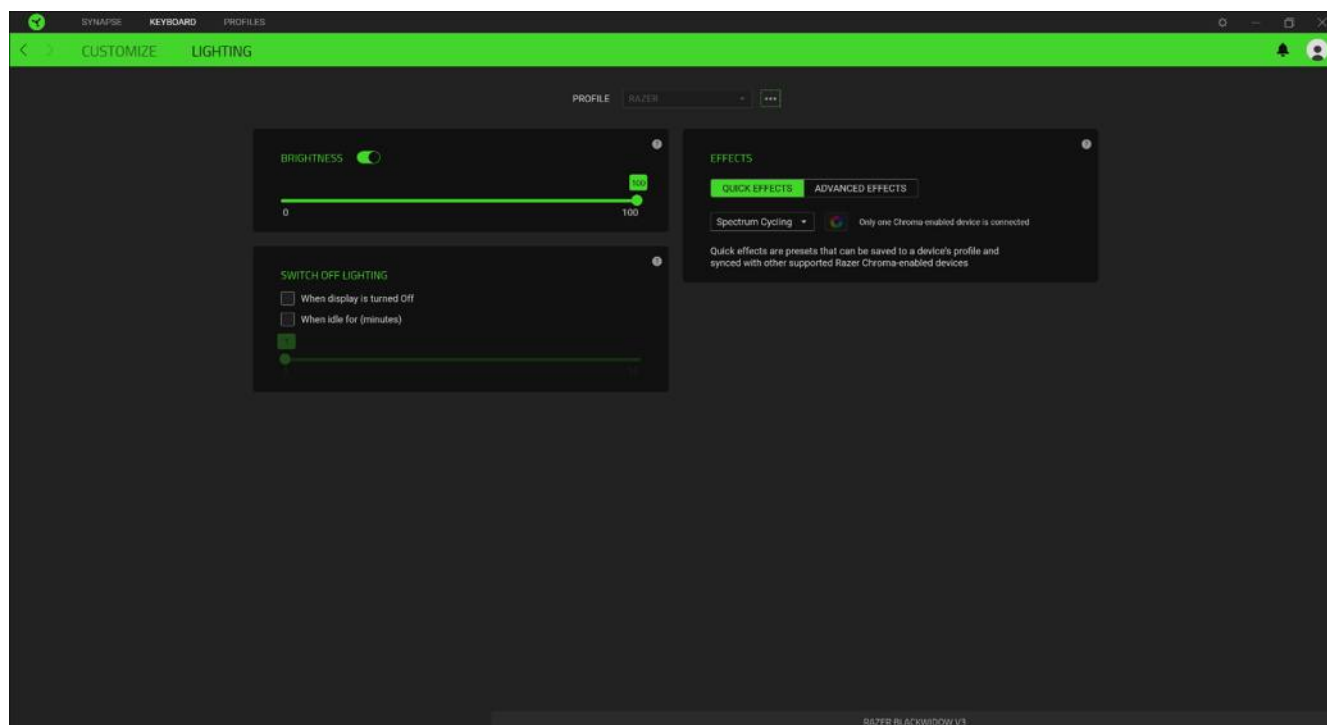 SYNAPSE KEYBOARD PROFILES
CUSTOMIZE LIGHTING
PROFILE RAZER
BRIGHTNESS
100
0 100
SWITCH OFF LIGHTING
When display is turned Off
When idle for (minutes)
EFFECTS
QUICK EFFECTS ADVANCED EFFECTS
Spectrum Cycling Only one Chroma-enabled device is connected
Quick effects are presets that can be saved to a device's profile and
synced with other supported Razer Chroma-enabled devices
RAZER BLACKWIDOW V3